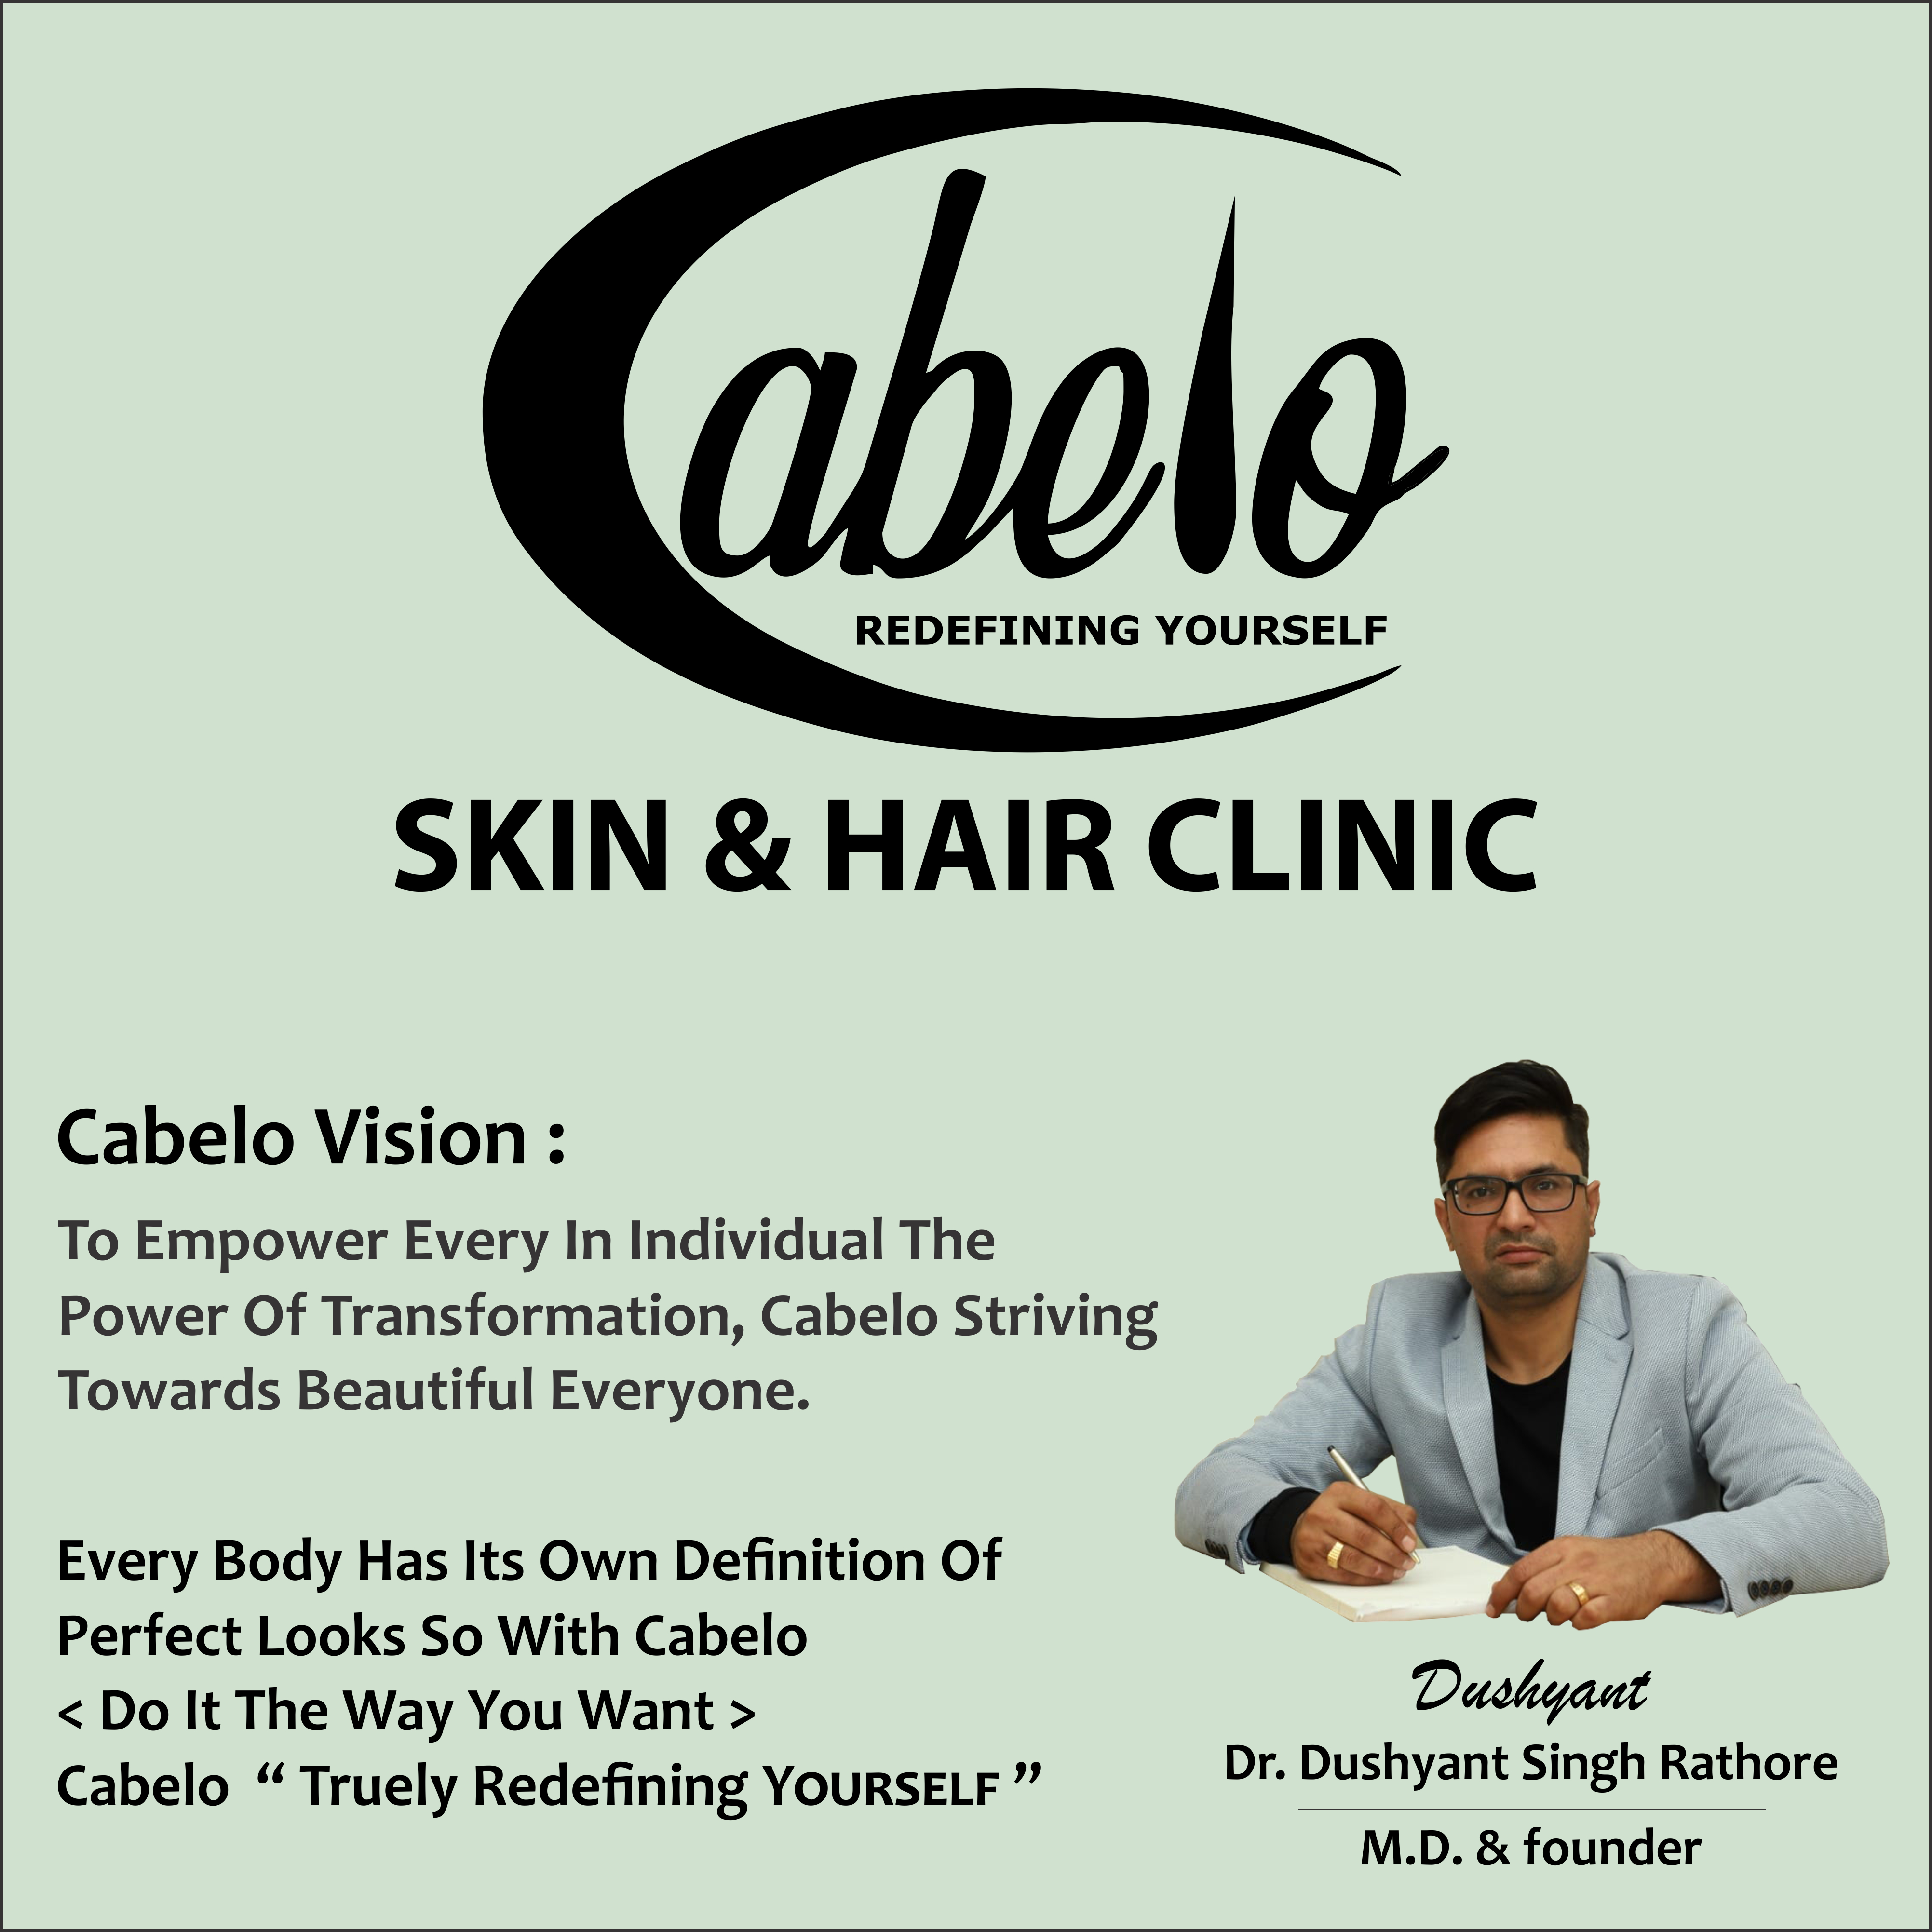 Cabelo
REDEFINING YOURSELF
SKIN & HAIR CLINIC
Cabelo Vision :
To Empower Every In Individual The
Power Of Transformation, Cabelo Striving
Towards Beautiful Everyone.
Every Body Has Its Own Definition Of
Perfect Looks So With Cabelo
< Do It The Way You Want >
Cabelo “ Truely Redefining YOURSELF ”
Dushyant
Dr. Dushyant Singh Rathore
M.D. & founder